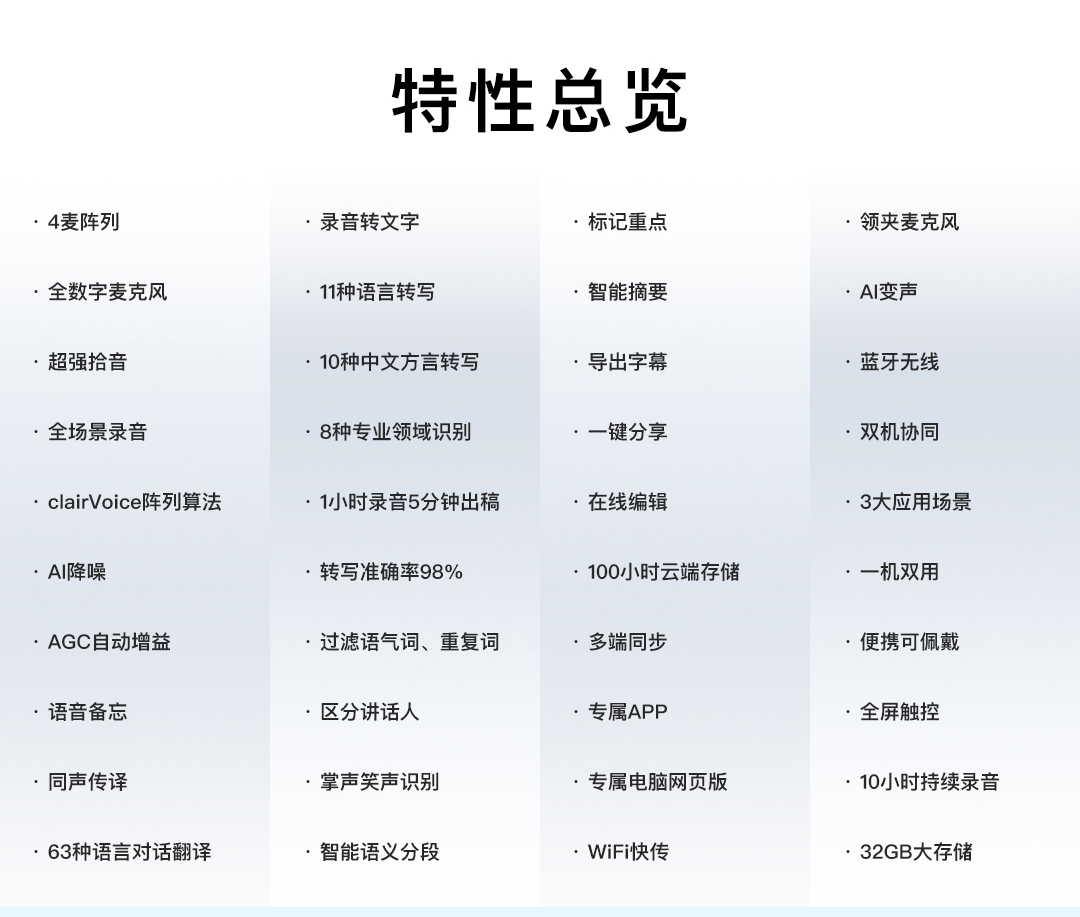 特性总览
· 4麦阵列
· 全数字麦克风
· 超强拾音
· 全场景录音
· clairVoice阵列算法
· AI降噪
· AGC自动增益
· 语音备忘
· 同声传译
· 63种语言对话翻译
· 录音转文字
· 11种语言转写
· 10种中文方言转写
· 8种专业领域识别
· 1小时录音5分钟出稿
· 转写准确率98%
· 过滤语气词、重复词
· 区分讲话人
· 掌声笑声识别
· 智能语义分段
· 标记重点
· 智能摘要
· 导出字幕
· 一键分享
· 在线编辑
· 100小时云端存储
· 多端同步
· 专属APP
· 专属电脑网页版
· WiFi快传
· 领夹麦克风
· AI变声
· 蓝牙无线
· 双机协同
· 3大应用场景
· 一机双用
· 便携可佩戴
· 全屏触控
· 10小时持续录音
· 32GB大存储